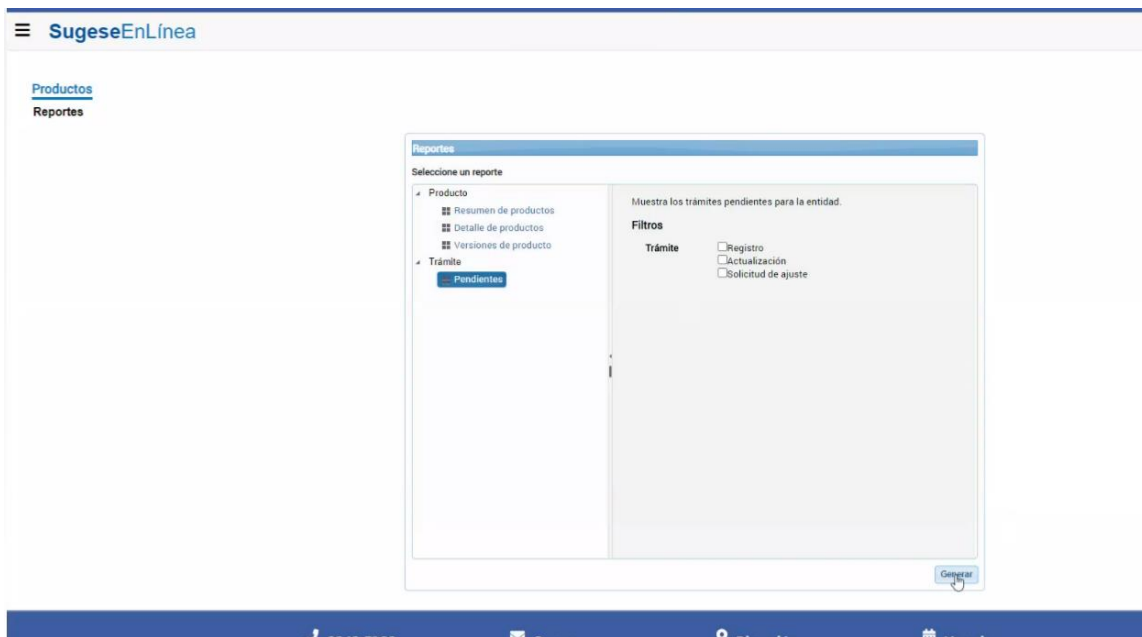 SugeseEnLínea
Productos
Reportes
Reportes
Seleccione un reporte
Producto
Resumen de productos
Detalle de productos
Versiones de producto
Trámite
Pendientes
Muestra los trámites pendientes para la entidad.
Filtros
Trámite
Registro
Actualización
Solicitud de ajuste
Generar